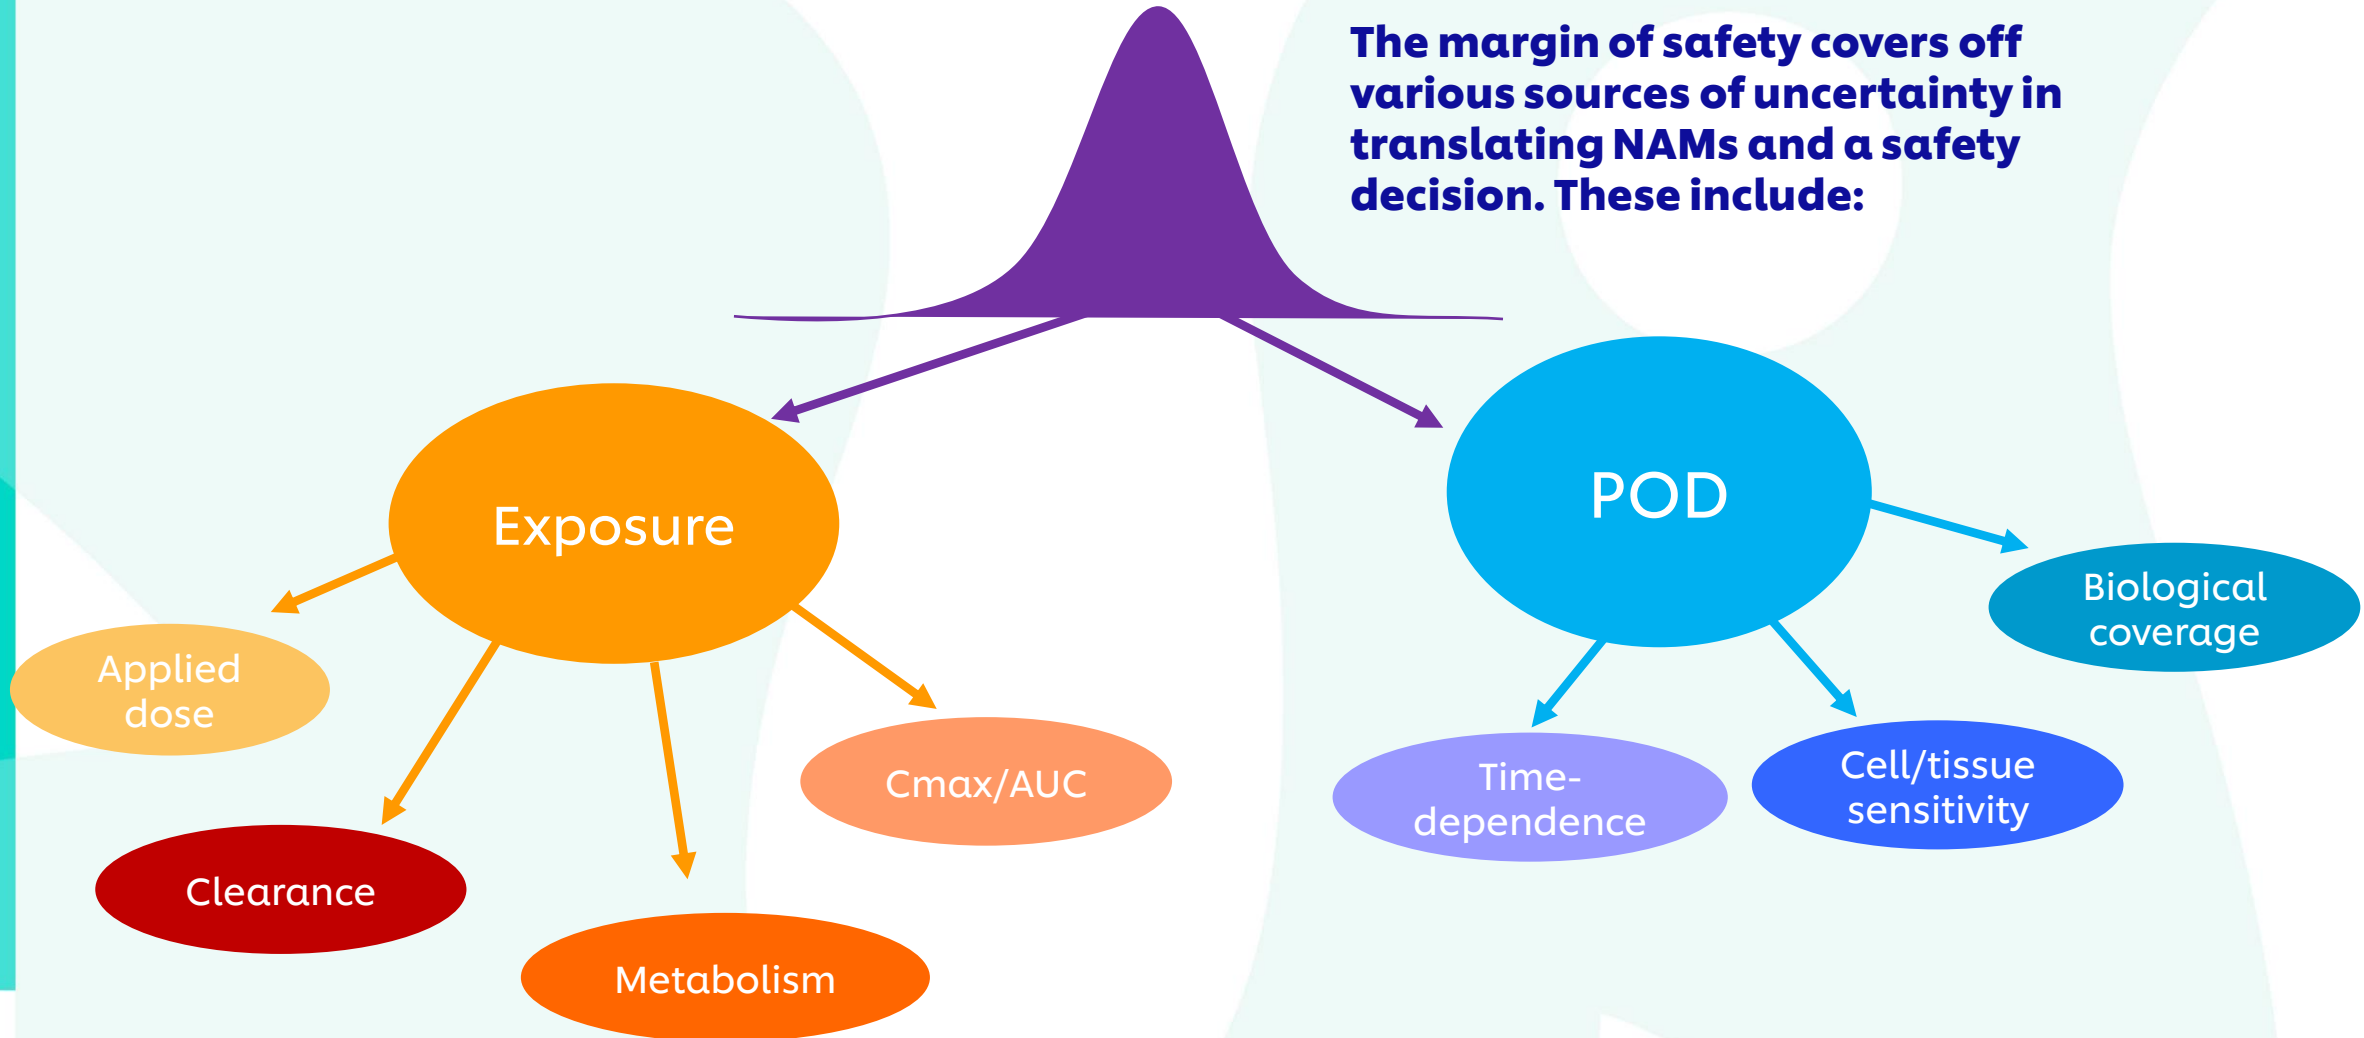 The margin of safety covers off
various sources of uncertainty in
translating NAMs and a safety
decision. These include:
Exposure
POD
Applied
dose
Clearance
Metabolism
Cmax/AUC
Time-
dependence
Cell/tissue
sensitivity
Biological
coverage